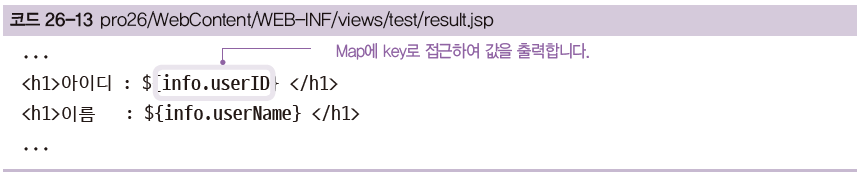 코드 26-13 pro26/WebContent/WEB-INF/views/test/result.jsp
... Map에 key로 접근하여 값을 출력합니다.
<h1>아이디 : ${info.userID} </h1>
<h1>이름 : ${info.userName} </h1>
...